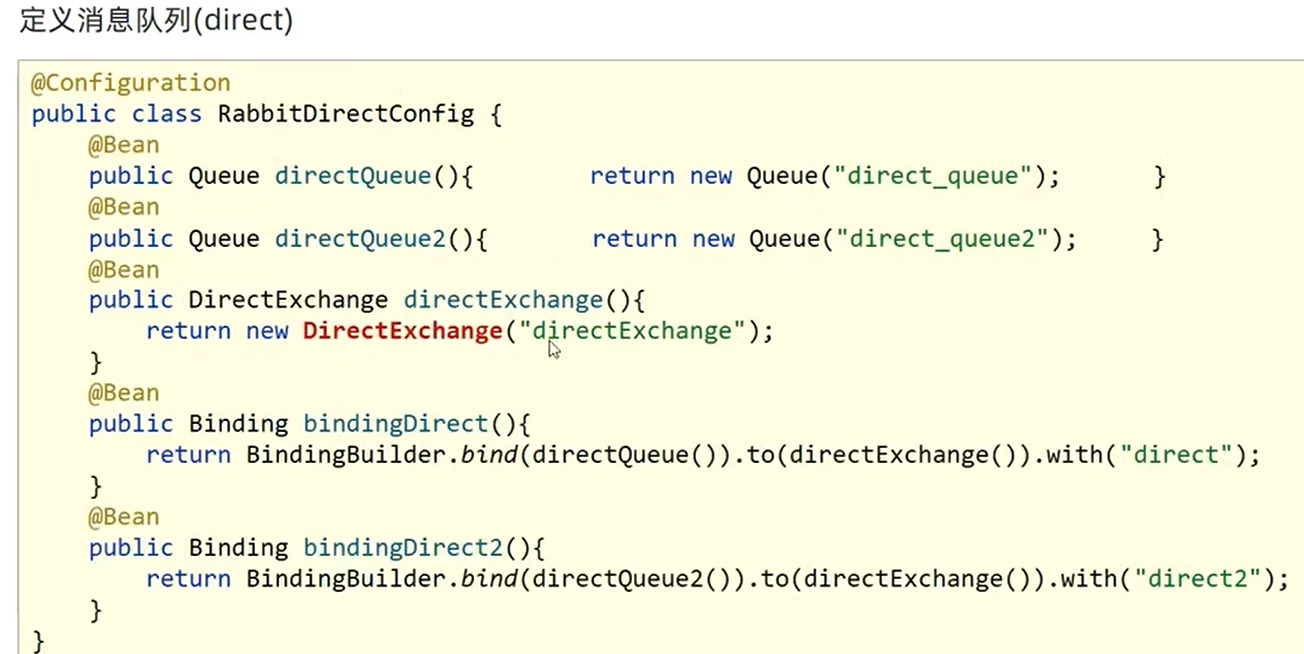 定义消息队列(direct)
@Configuration
public class RabbitDirectConfig {
@Bean
public Queue directQueue(){ return new Queue("direct_queue"); }
@Bean
public Queue directQueue2(){ return new Queue("direct_queue2"); }
@Bean
public DirectExchange directExchange(){
return new DirectExchange("directExchange");
}
@Bean
public Binding bindingDirect(){
return BindingBuilder.bind(directQueue()).to(directExchange()).with("direct");
}
@Bean
public Binding bindingDirect2(){
return BindingBuilder.bind(directQueue2()).to(directExchange()).with("direct2");
}
}